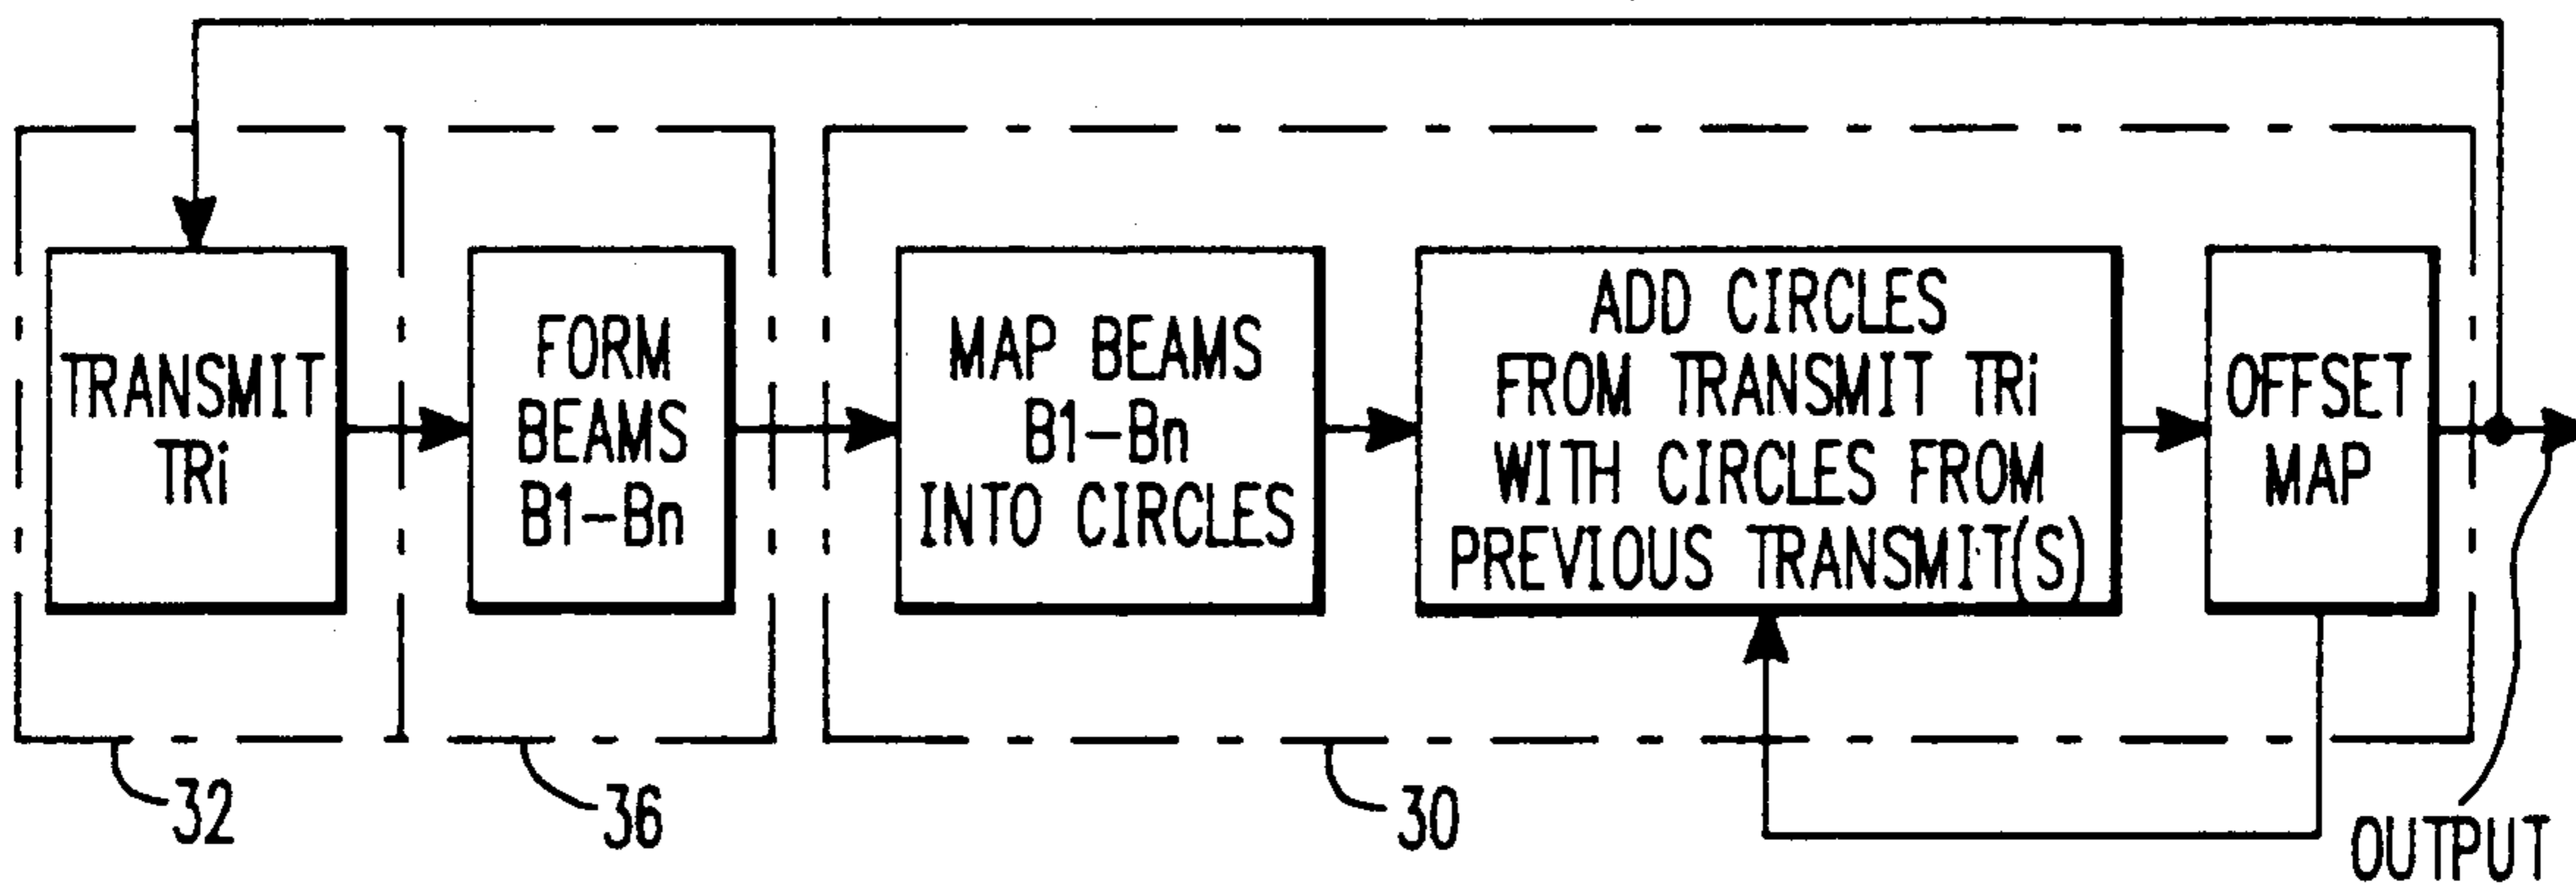 TRANSMIT
TRi
FORM
BEAMS
B1-Bn
MAP BEAMS
B1-Bn
INTO CIRCLES
ADD CIRCLES
FROM TRANSMIT TRi
WITH CIRCLES FROM
PREVIOUS TRANSMIT(S)
OFFSET
MAP
32
36
30
OUTPUT